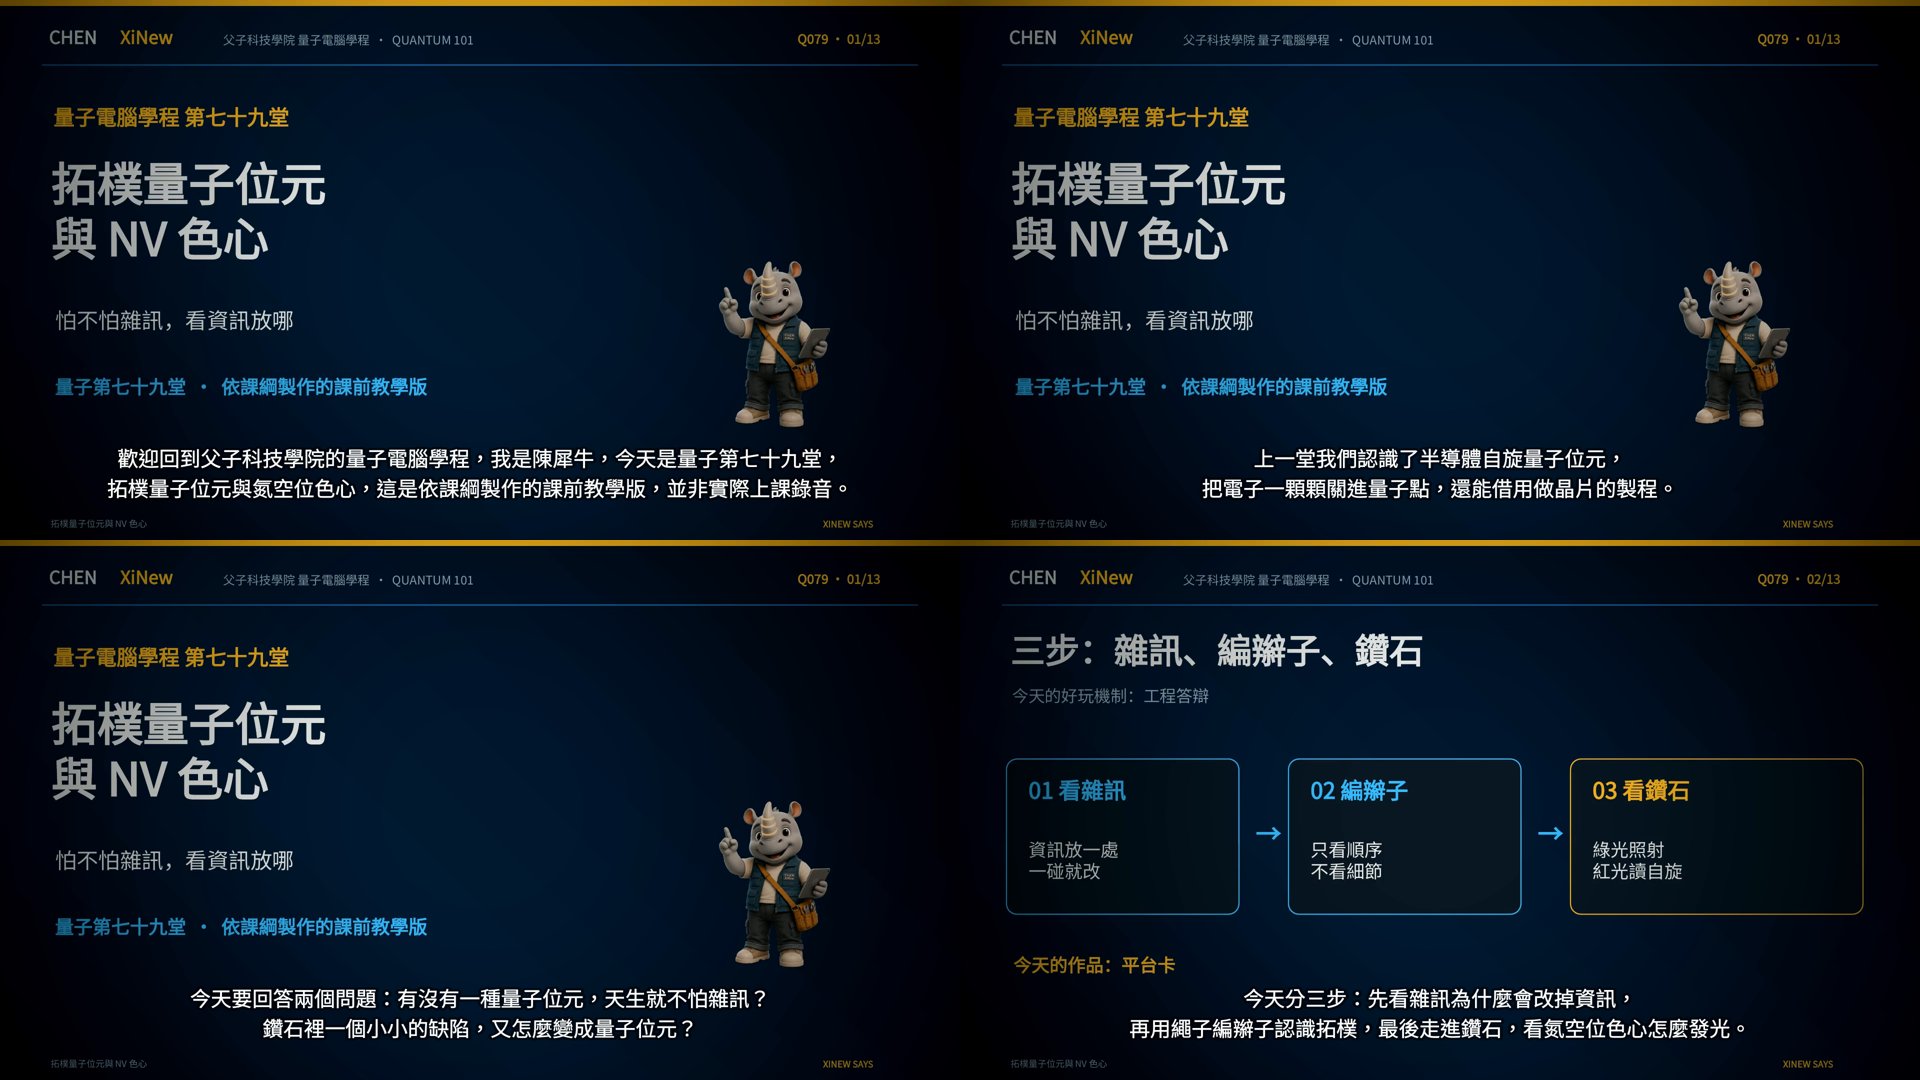 CHEN XiNew 父子科技學院 量子電腦學程 · QUANTUM 101 Q079 · 01/13
量子電腦學程 第七十九堂
拓樸量子位元
與 NV 色心
怕不怕雜訊，看資訊放哪
量子第七十九堂 · 依課綱製作的課前教學版
歡迎回到父子科技學院的量子電腦學程，我是陳犀牛，今天是量子第七十九堂，
拓樸量子位元與氮空位色心，這是依課綱製作的課前教學版，並非實際上課錄音。
拓樸量子位元與 NV 色心 XINEW SAYS
CHEN XiNew 父子科技學院 量子電腦學程 · QUANTUM 101 Q079 · 01/13
量子電腦學程 第七十九堂
拓樸量子位元
與 NV 色心
怕不怕雜訊，看資訊放哪
量子第七十九堂 · 依課綱製作的課前教學版
上一堂我們認識了半導體自旋量子位元，
把電子一顆顆關進量子點，還能借用做晶片的製程。
拓樸量子位元與 NV 色心 XINEW SAYS
CHEN XiNew 父子科技學院 量子電腦學程 · QUANTUM 101 Q079 · 01/13
量子電腦學程 第七十九堂
拓樸量子位元
與 NV 色心
怕不怕雜訊，看資訊放哪
量子第七十九堂 · 依課綱製作的課前教學版
今天要回答兩個問題：有沒有一種量子位元，天生就不怕雜訊？
鑽石裡一個小小的缺陷，又怎麼變成量子位元？
拓樸量子位元與 NV 色心 XINEW SAYS
CHEN XiNew 父子科技學院 量子電腦學程 · QUANTUM 101 Q079 · 02/13
三步：雜訊、編辮子、鑽石
今天的好玩機制：工程答辯
01 看雜訊
資訊放一處
一碰就改
→
02 編辮子
只看順序
不看細節
→
03 看鑽石
綠光照射
紅光讀自旋
今天的作品：平台卡
今天分三步：先看雜訊為什麼會改掉資訊，
再用繩子編辮子認識拓樸，最後走進鑽石，看氮空位色心怎麼發光。
拓樸量子位元與 NV 色心 XINEW SAYS